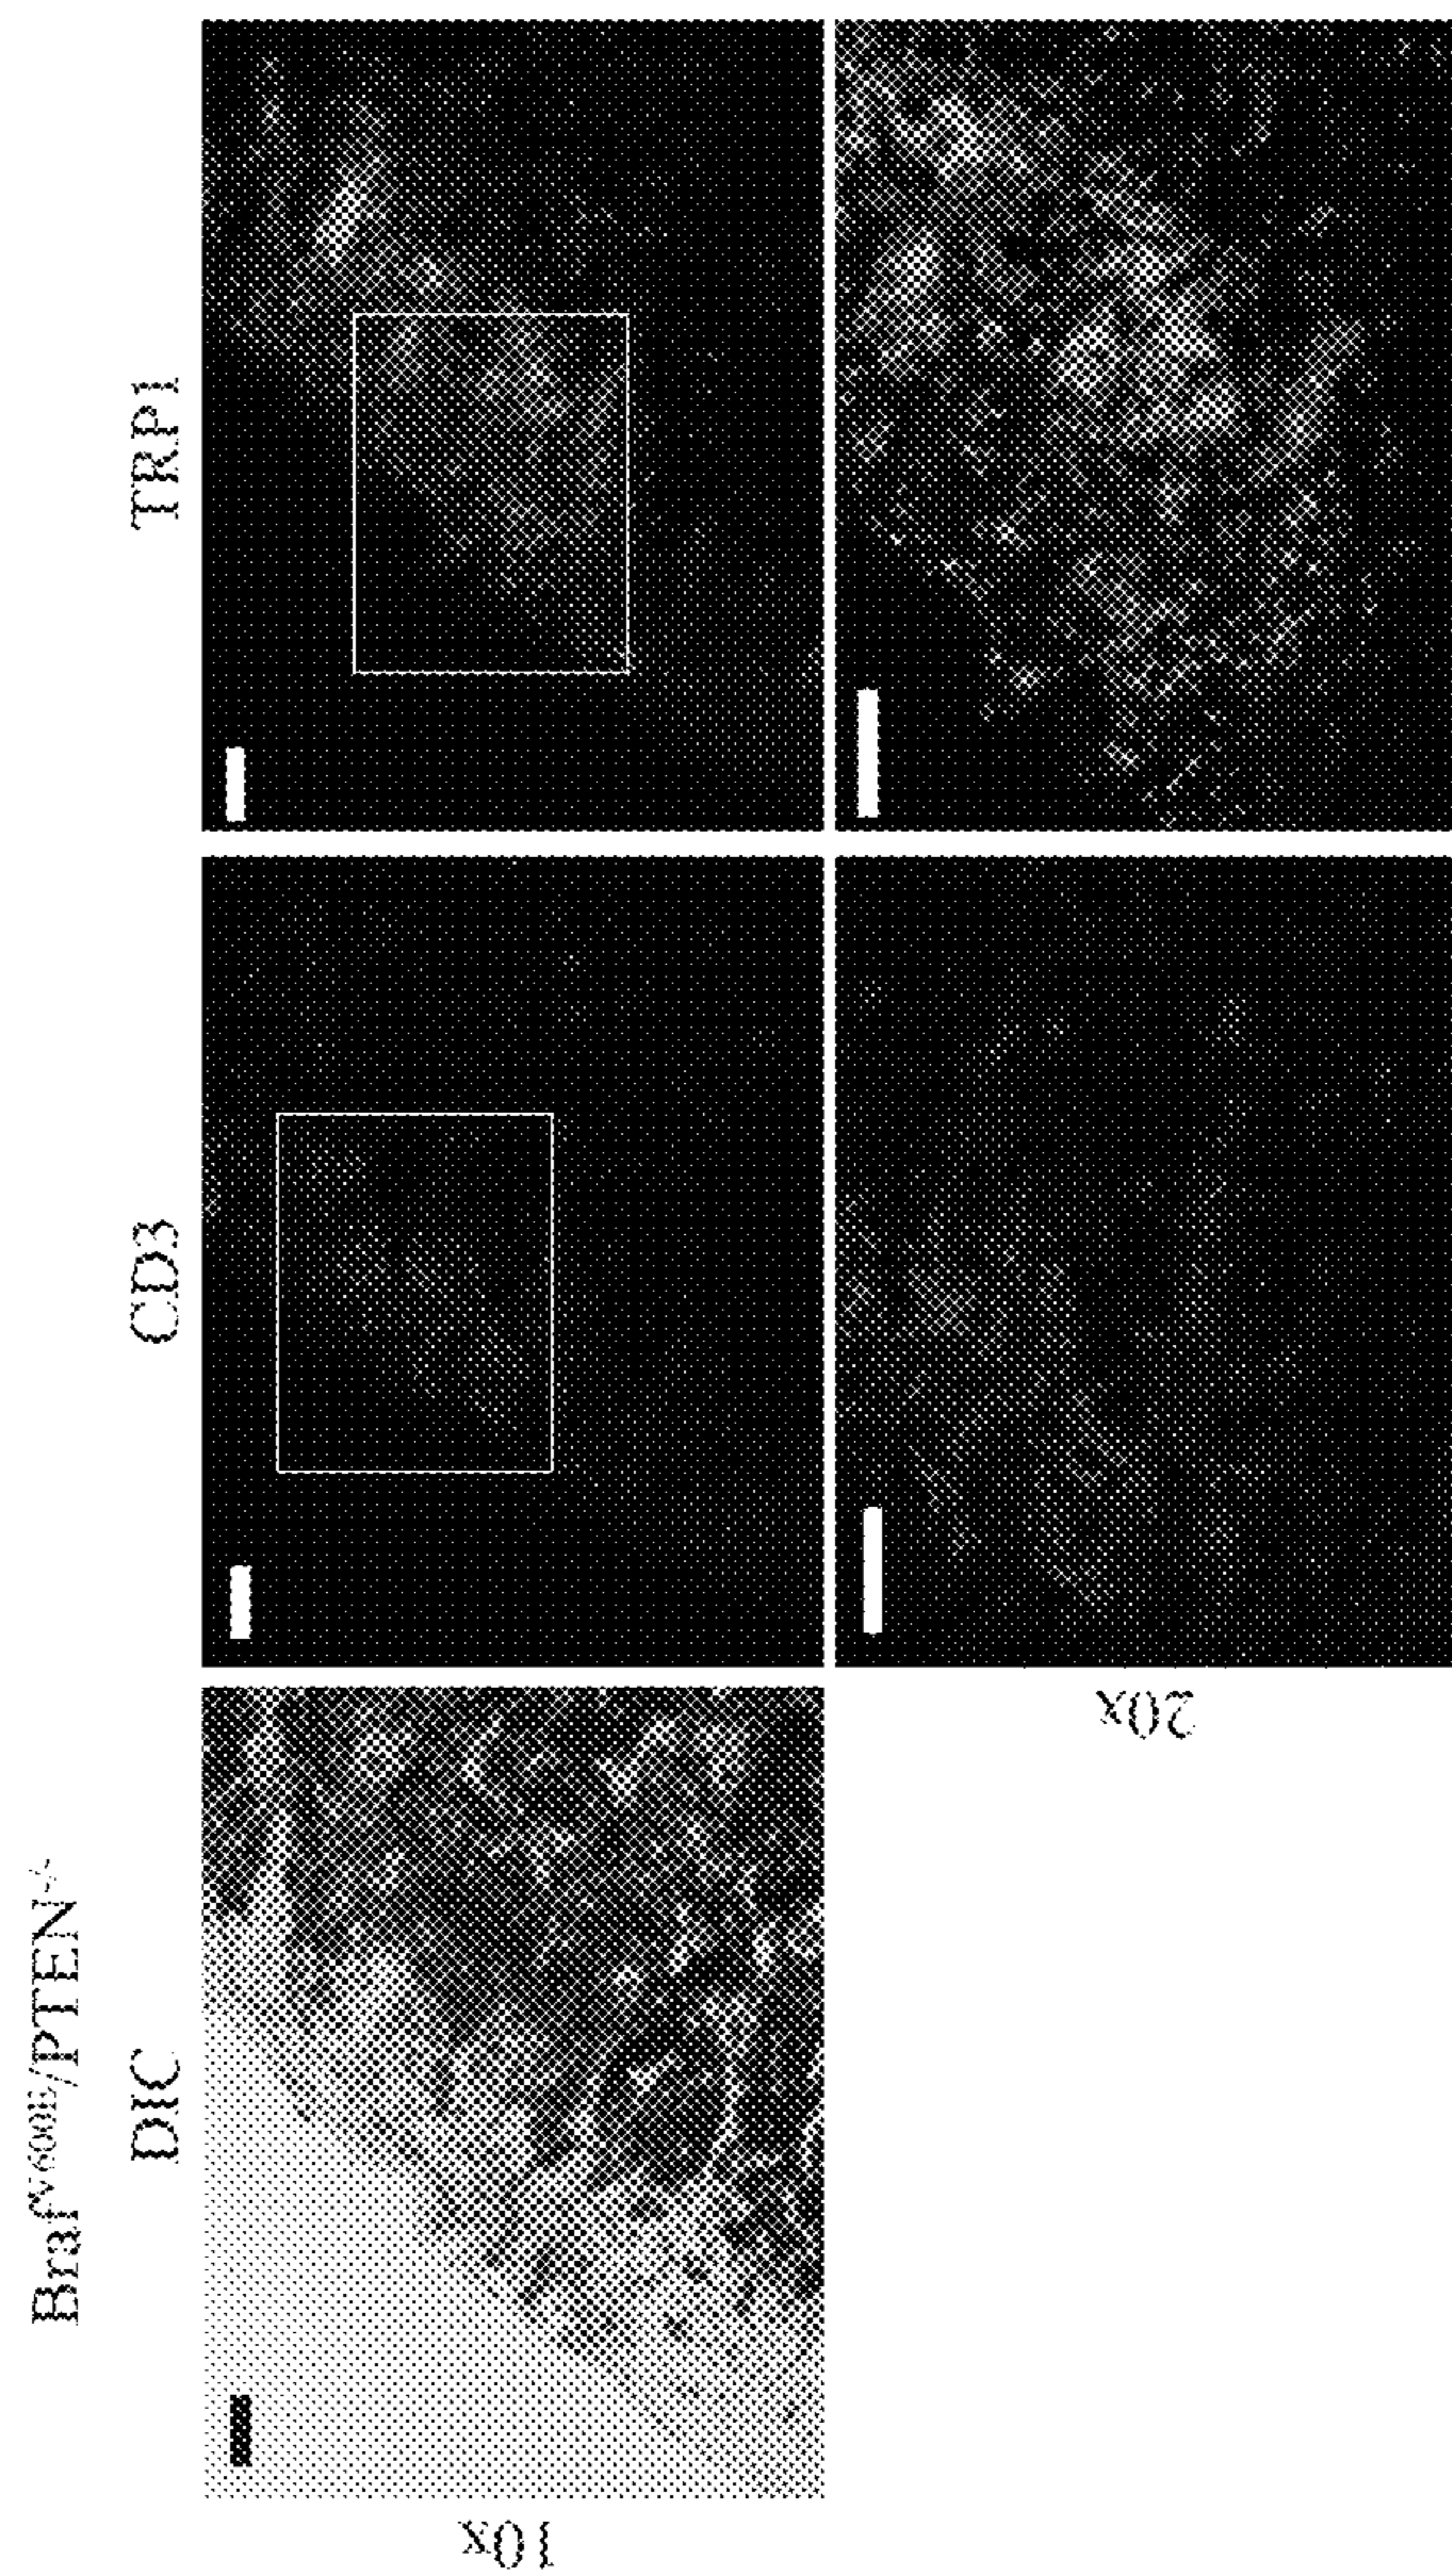 Braf^V600E/PTEN^-/-
DIC
CD3
TRP1
10x
20x